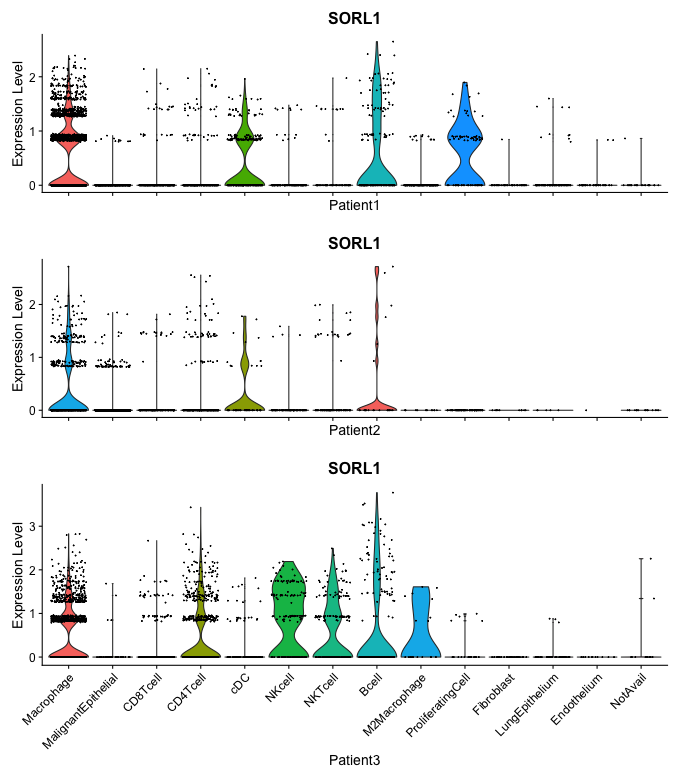 SORL1
Expression Level
2
1
0
Patient1
SORL1
Expression Level
2
1
0
Patient2
SORL1
Expression Level
3
2
1
0
Macrophage
MalignantEpithelial
CD8Tcell
CD4Tcell
cDC
NKcell
NKTcell
Bcell
M2Macrophage
ProliferatingCell
Fibroblast
LungEpithelium
Endothelium
NotAvail
Patient3